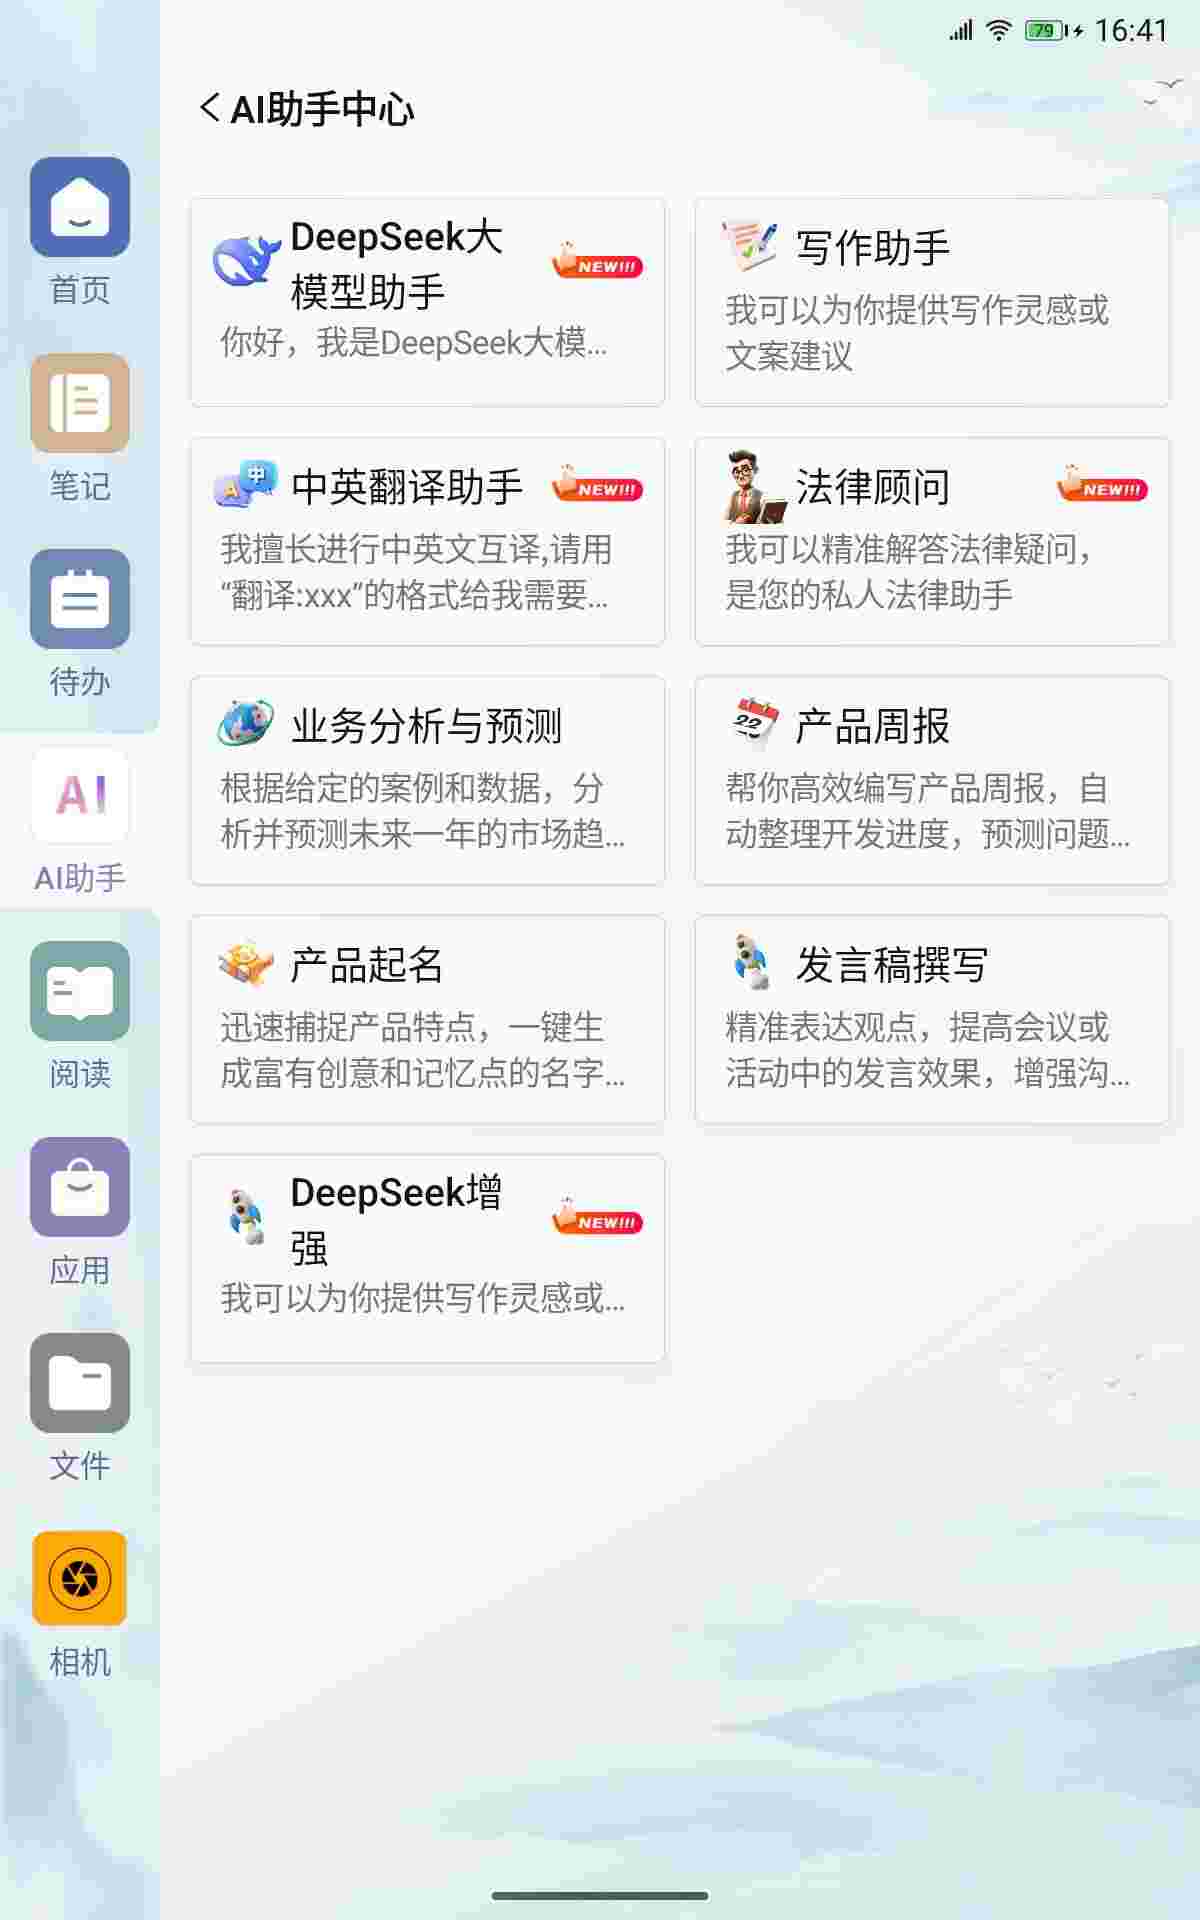 79 16:41
AI助手中心
首页
笔记
待办
AI
AI助手
阅读
应用
文件
相机
DeepSeek大
模型助手
NEW!!!
你好，我是DeepSeek大模...
写作助手
我可以为你提供写作灵感或
文案建议
A 中
中英翻译助手
NEW!!!
我擅长进行中英文互译,请用
“翻译:xxx”的格式给我需要...
法律顾问
NEW!!!
我可以精准解答法律疑问，
是您的私人法律助手
业务分析与预测
根据给定的案例和数据，分
析并预测未来一年的市场趋...
22
产品周报
帮你高效编写产品周报，自
动整理开发进度，预测问题...
产品起名
迅速捕捉产品特点，一键生
成富有创意和记忆点的名字...
发言稿撰写
精准表达观点，提高会议或
活动中的发言效果，增强沟...
DeepSeek增
强
NEW!!!
我可以为你提供写作灵感或...